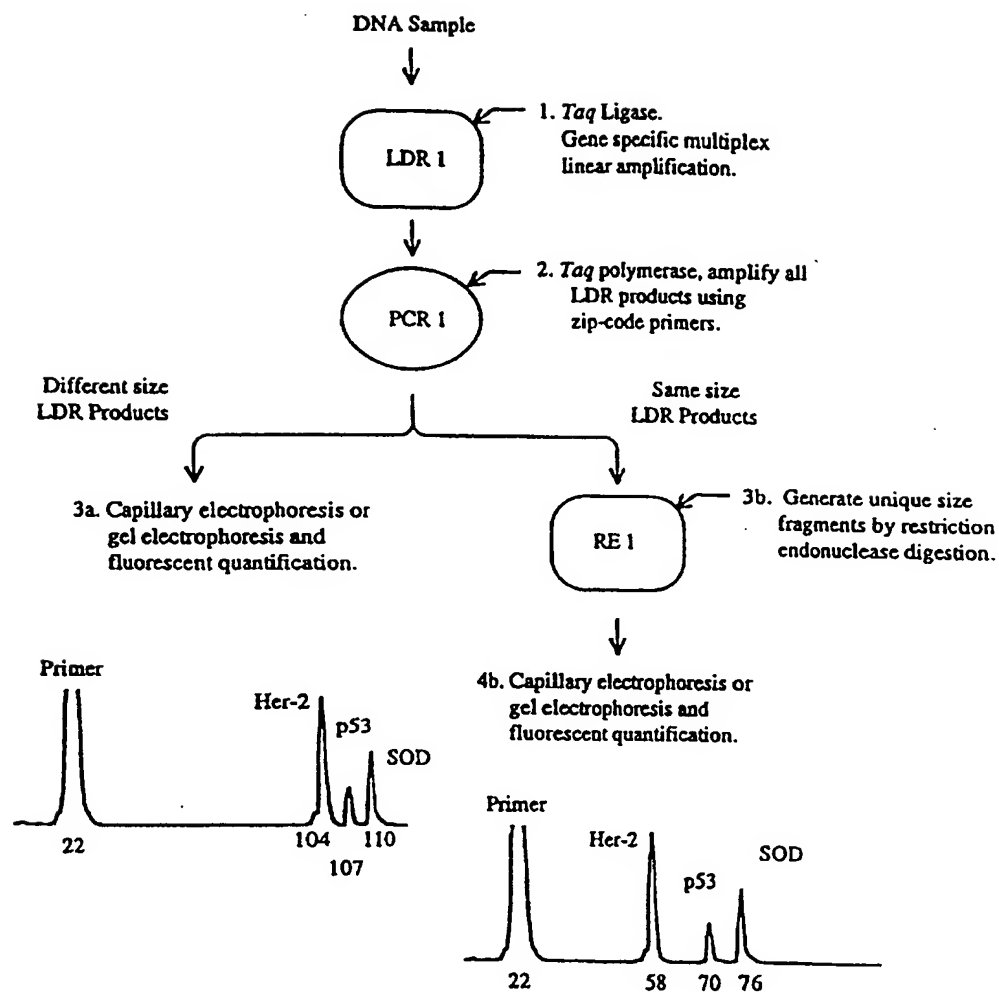 DNA Sample
LDR 1
1. Taq Ligase.
Gene specific multiplex
linear amplification.
PCR 1
2. Taq polymerase, amplify all
LDR products using
zip-code primers.
Different size
LDR Products
Same size
LDR Products
3a. Capillary electrophoresis or
gel electrophoresis and
fluorescent quantification.
RE 1
3b. Generate unique size
fragments by restriction
endonuclease digestion.
4b. Capillary electrophoresis or
gel electrophoresis and
fluorescent quantification.
Primer
Her-2
p53
SOD
22
104
110
107
Primer
Her-2
p53
SOD
22
58
70
76